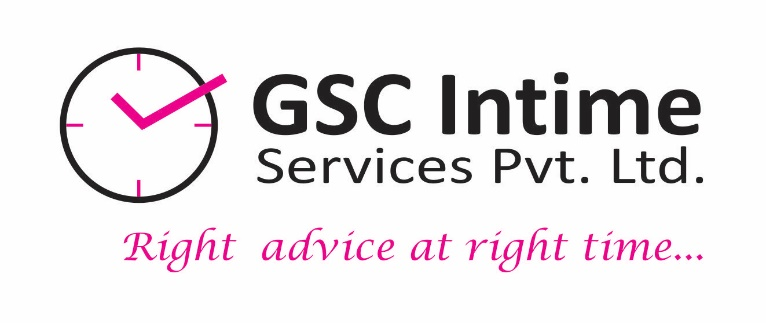 GSC Intime
Services Pvt. Ltd.
Right advice at right time...